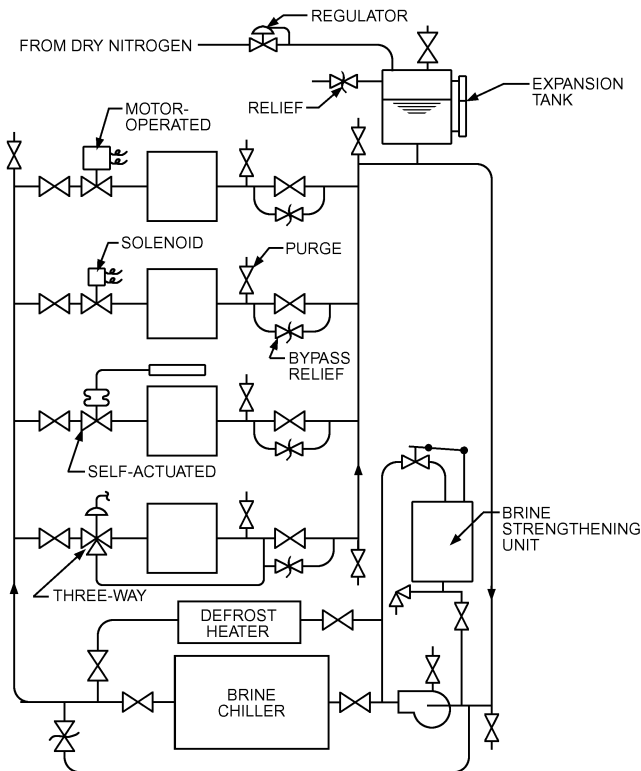 REGULATOR
FROM DRY NITROGEN
RELIEF
EXPANSION
TANK
MOTOR-
OPERATED
SOLENOID
PURGE
BYPASS
RELIEF
SELF-ACTUATED
BRINE
STRENGTHENING
UNIT
THREE-WAY
DEFROST
HEATER
BRINE
CHILLER